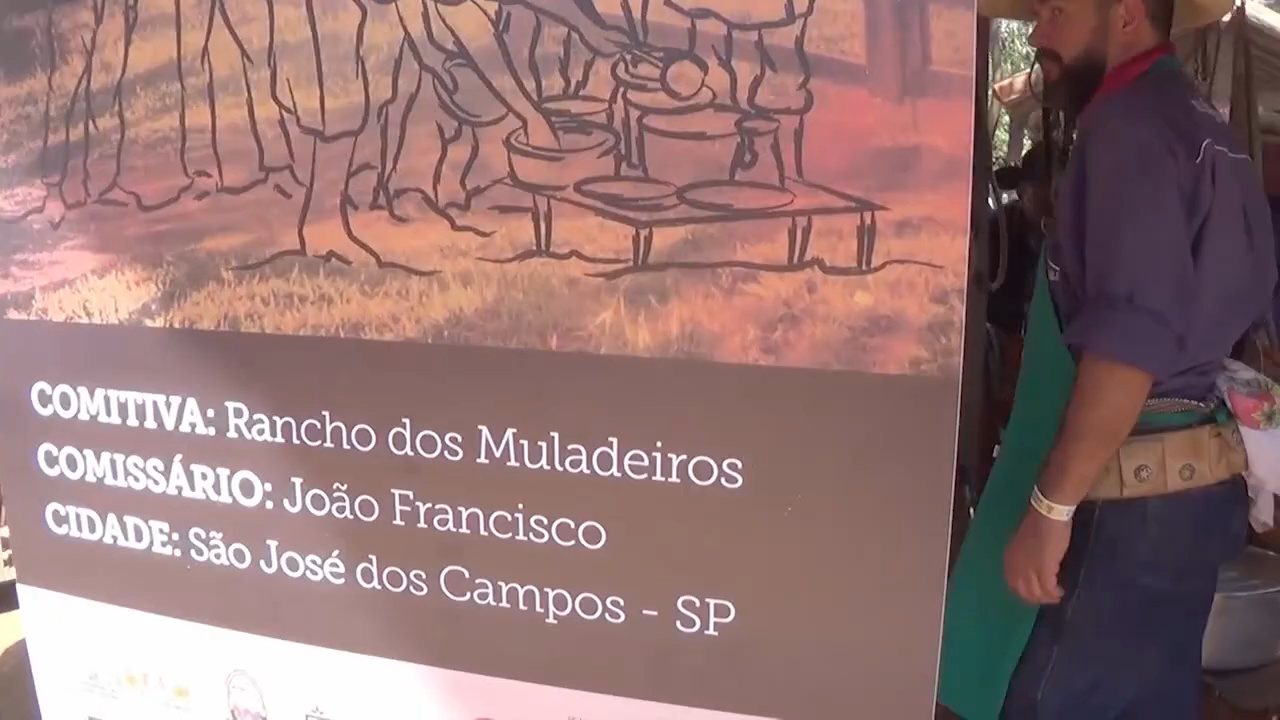 COMITIVA: Rancho dos Muladeiros
COMISSÁRIO: João Francisco
CIDADE: São José dos Campos - SP